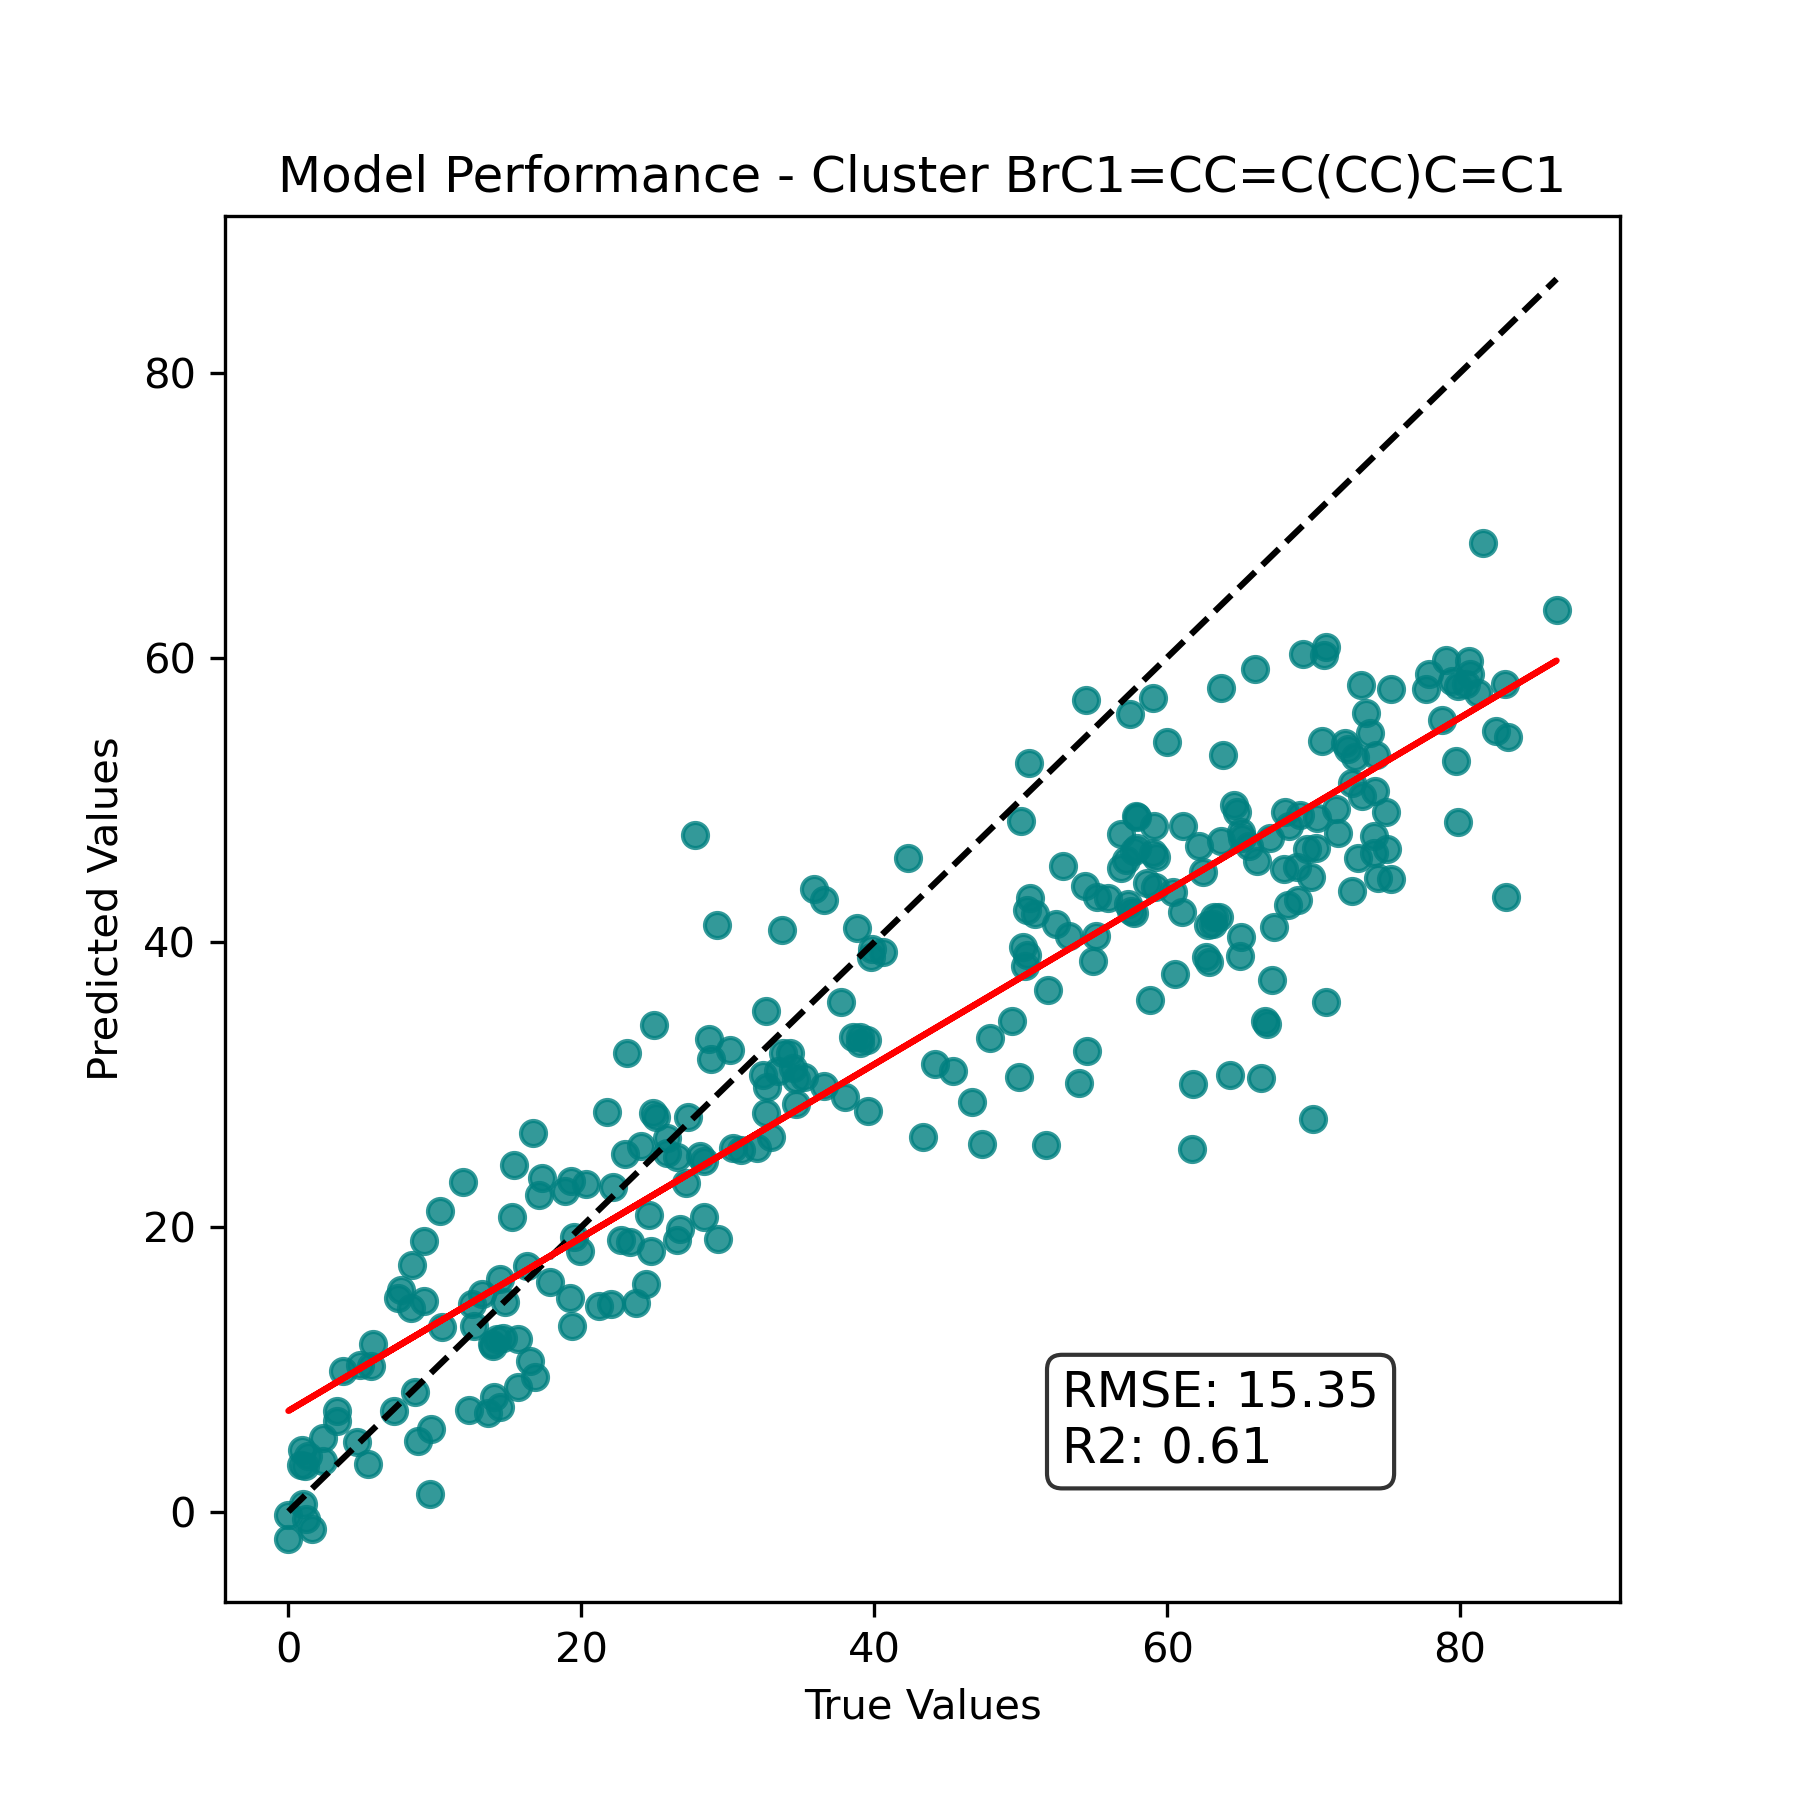 Model Performance - Cluster BrC1=CC=C(CC)C=C1
80
60
40
20
0
Predicted Values
RMSE: 15.35
R2: 0.61
0 20 40 60 80
True Values